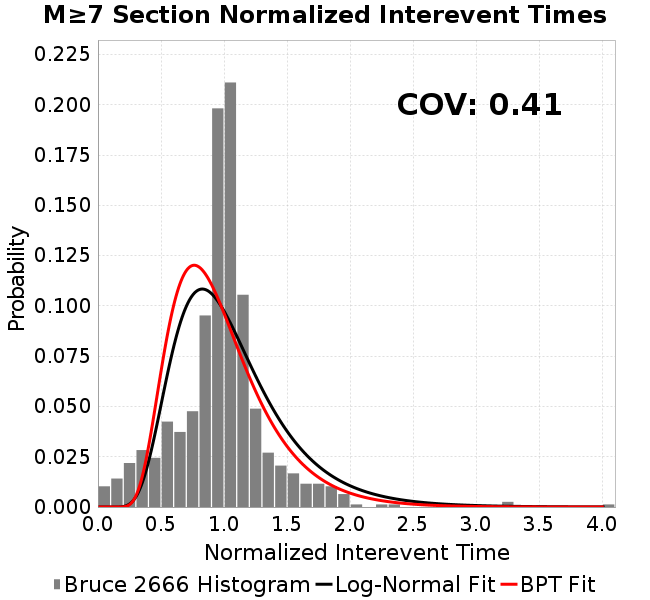 M≥7 Section Normalized Interevent Times
COV: 0.41
Probability
0.225
0.200
0.175
0.150
0.125
0.100
0.075
0.050
0.025
0.000
0.0 0.5 1.0 1.5 2.0 2.5 3.0 3.5 4.0
Normalized Interevent Time
Bruce 2666 Histogram Log-Normal Fit BPT Fit